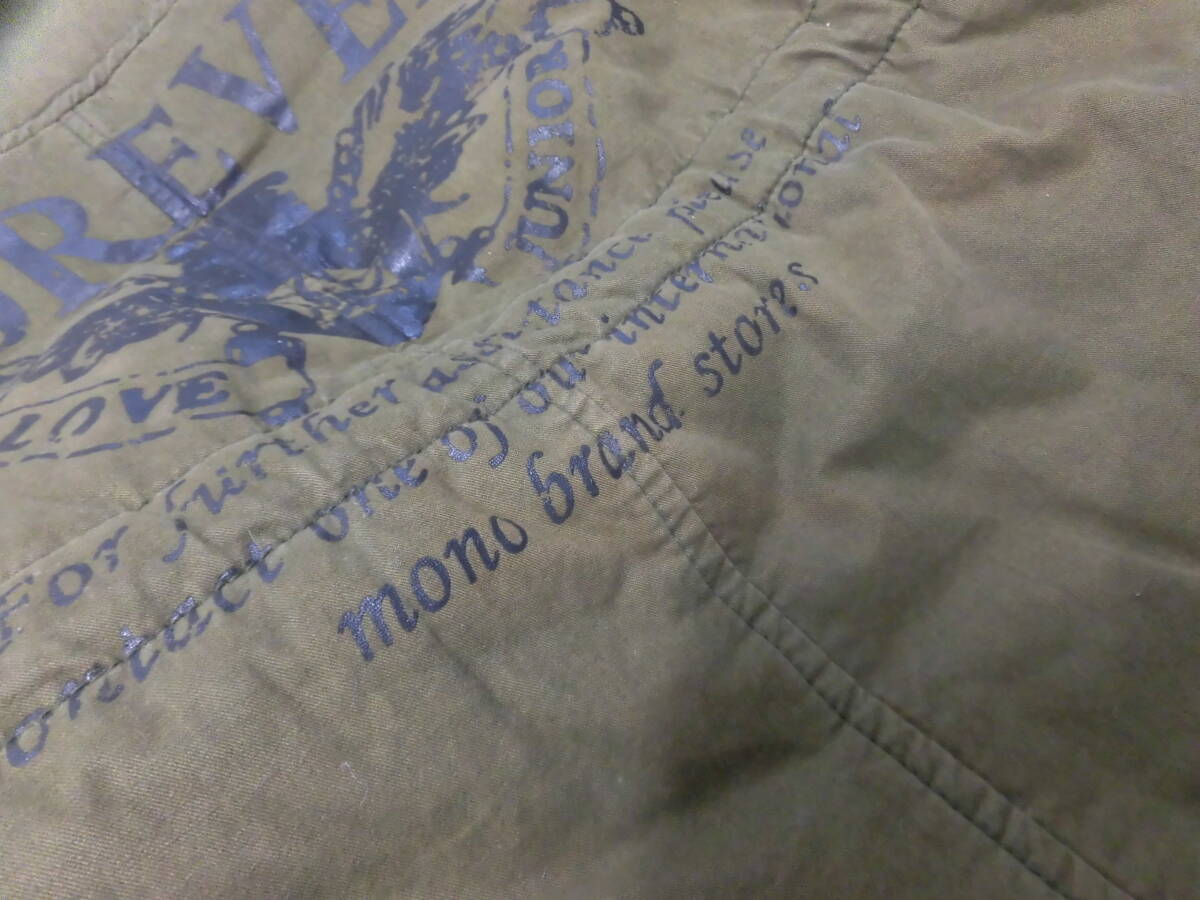 REVE
JUNIOR
LOVE
For further assistance please
contact one of our international
mono brand stores